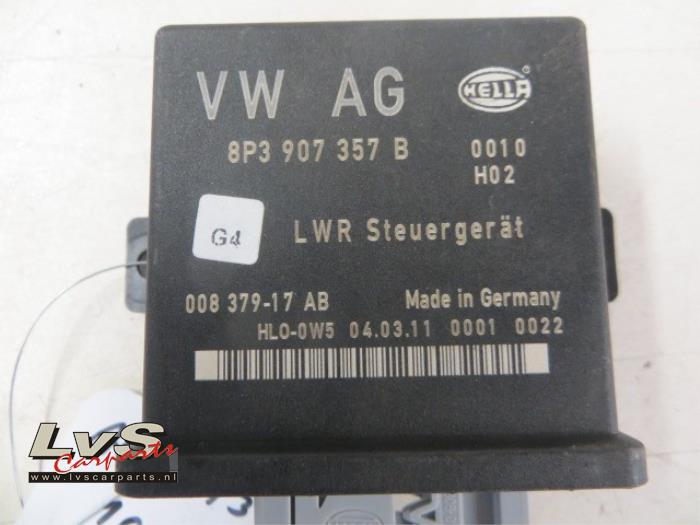 VW AG
HELLA
8P3 907 357 B 0010
H02
G4
LWR Steuergerät
008 379-17 AB Made in Germany
HLO-0W5 04.03.11 0001 0022
LvS
Carparts
www.lvscarparts.nl
HELLA